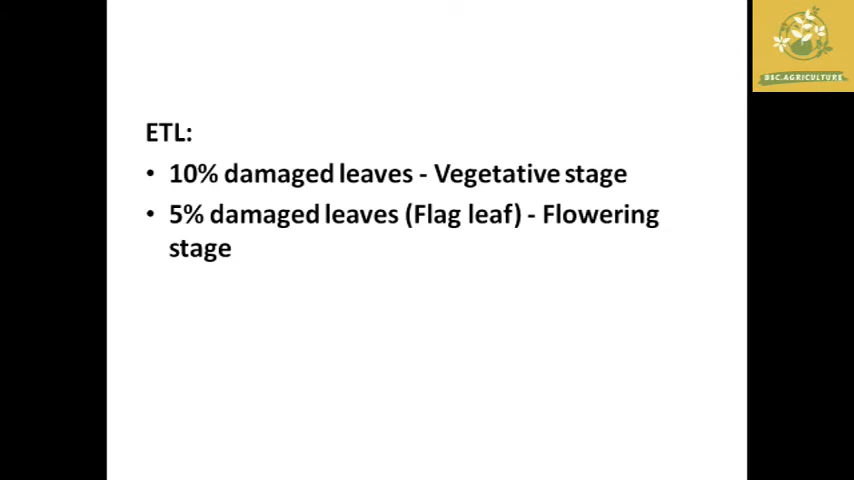 BSC.AGRICULTURE
ETL:
• 10% damaged leaves - Vegetative stage
• 5% damaged leaves (Flag leaf) - Flowering
stage